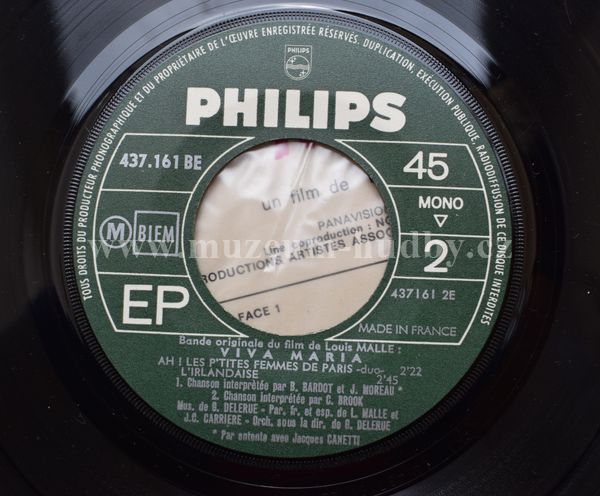 TOUS DROITS DU PRODUCTEUR PHONOGRAPHIQUE ET DU PROPRIÉTAIRE DE L'ŒUVRE ENREGISTRÉE RÉSERVÉS. DUPLICATION, EXÉCUTION PUBLIQUE, RADIODIFFUSION DE CE DISQUE INTERDITES
PHILIPS
PHILIPS
437.161 BE
45
MONO
M
BIEM
2
EP
437161 2E
MADE IN FRANCE
un film de
PANAVISIO
Une coproduction : NO
RODUCTIONS ARTISTES ASSOC
FACE 1
www.muzeum-hudby.cz
Bande originale du film de Louis MALLE :
VIVA MARIA
AH ! LES P'TITES FEMMES DE PARIS -duo- 2'22
L'IRLANDAISE 2'45
1. Chanson interprètée par B. BARDOT et J. MOREAU *
2. Chanson interprétée par C. BROOK
Mus. de G. DELERUE - Par. fr. et esp. de L. MALLE et
J.C. CARRIERE - Orch. sous la dir. de G. DELERUE
* Par entente avec Jacques CANETTI